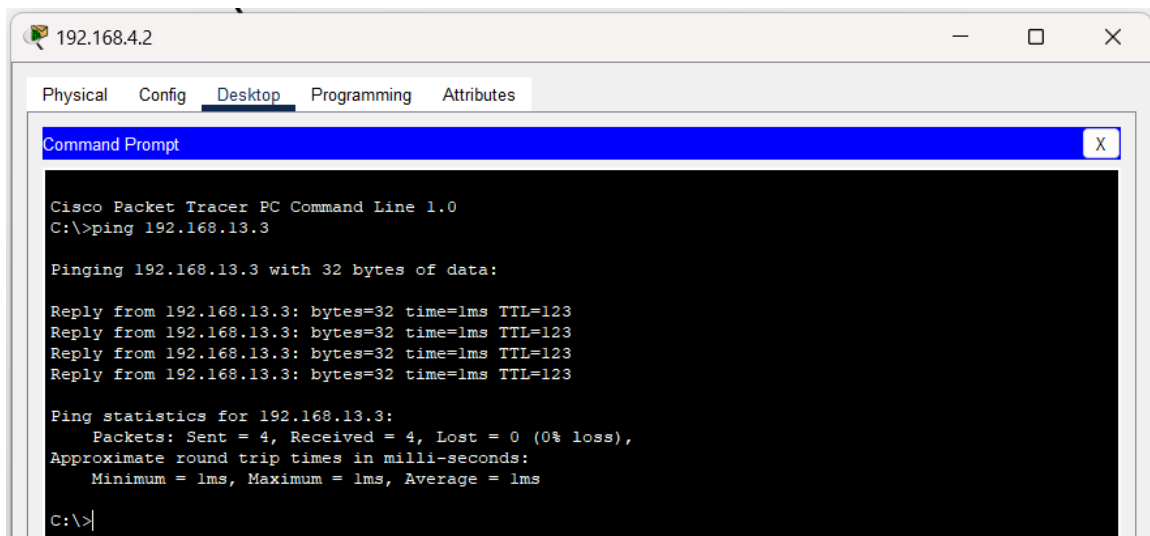 192.168.4.2
Physical Config Desktop Programming Attributes
Command Prompt
X
Cisco Packet Tracer PC Command Line 1.0
C:\>ping 192.168.13.3
Pinging 192.168.13.3 with 32 bytes of data:
Reply from 192.168.13.3: bytes=32 time=1ms TTL=123
Reply from 192.168.13.3: bytes=32 time=1ms TTL=123
Reply from 192.168.13.3: bytes=32 time=1ms TTL=123
Reply from 192.168.13.3: bytes=32 time=1ms TTL=123
Ping statistics for 192.168.13.3:
Packets: Sent = 4, Received = 4, Lost = 0 (0% loss),
Approximate round trip times in milli-seconds:
Minimum = 1ms, Maximum = 1ms, Average = 1ms
C:\>